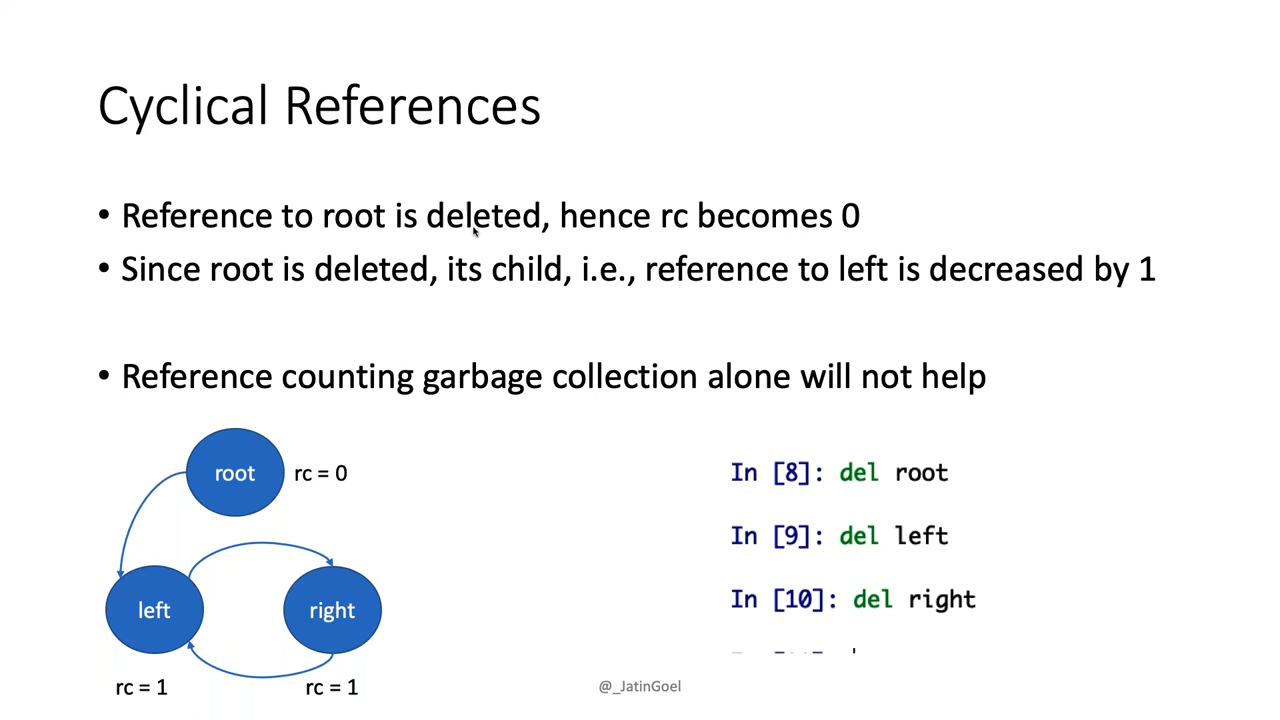 Cyclical References
• Reference to root is deleted, hence rc becomes 0
• Since root is deleted, its child, i.e., reference to left is decreased by 1
• Reference counting garbage collection alone will not help
root
rc = 0
left
right
rc = 1
rc = 1
In [8]: del root
In [9]: del left
In [10]: del right
@_JatinGoel